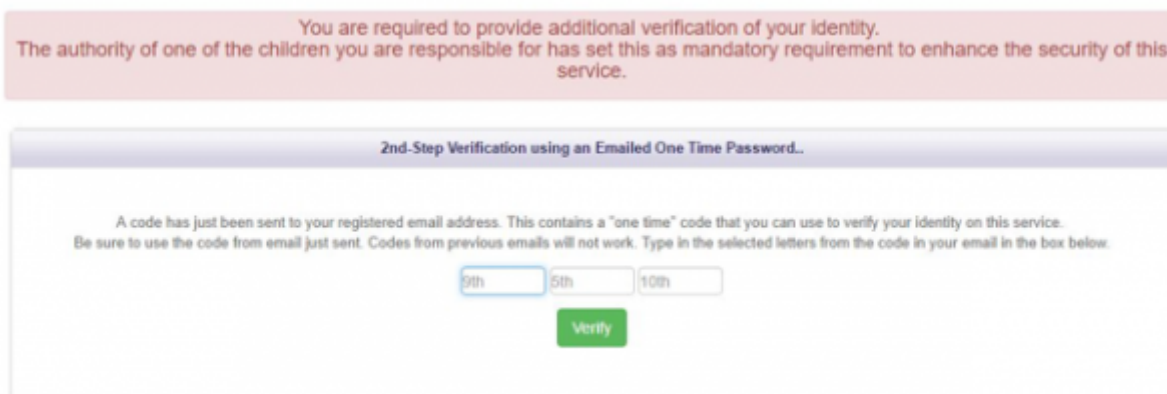 You are required to provide additional verification of your identity.
The authority of one of the children you are responsible for has set this as mandatory requirement to enhance the security of this
service.
2nd-Step Verification using an Emailed One Time Password..
A code has just been sent to your registered email address. This contains a "one time" code that you can use to verify your identity on this service.
Be sure to use the code from email just sent. Codes from previous emails will not work. Type in the selected letters from the code in your email in the box below.
9th 5th 10th
Verify